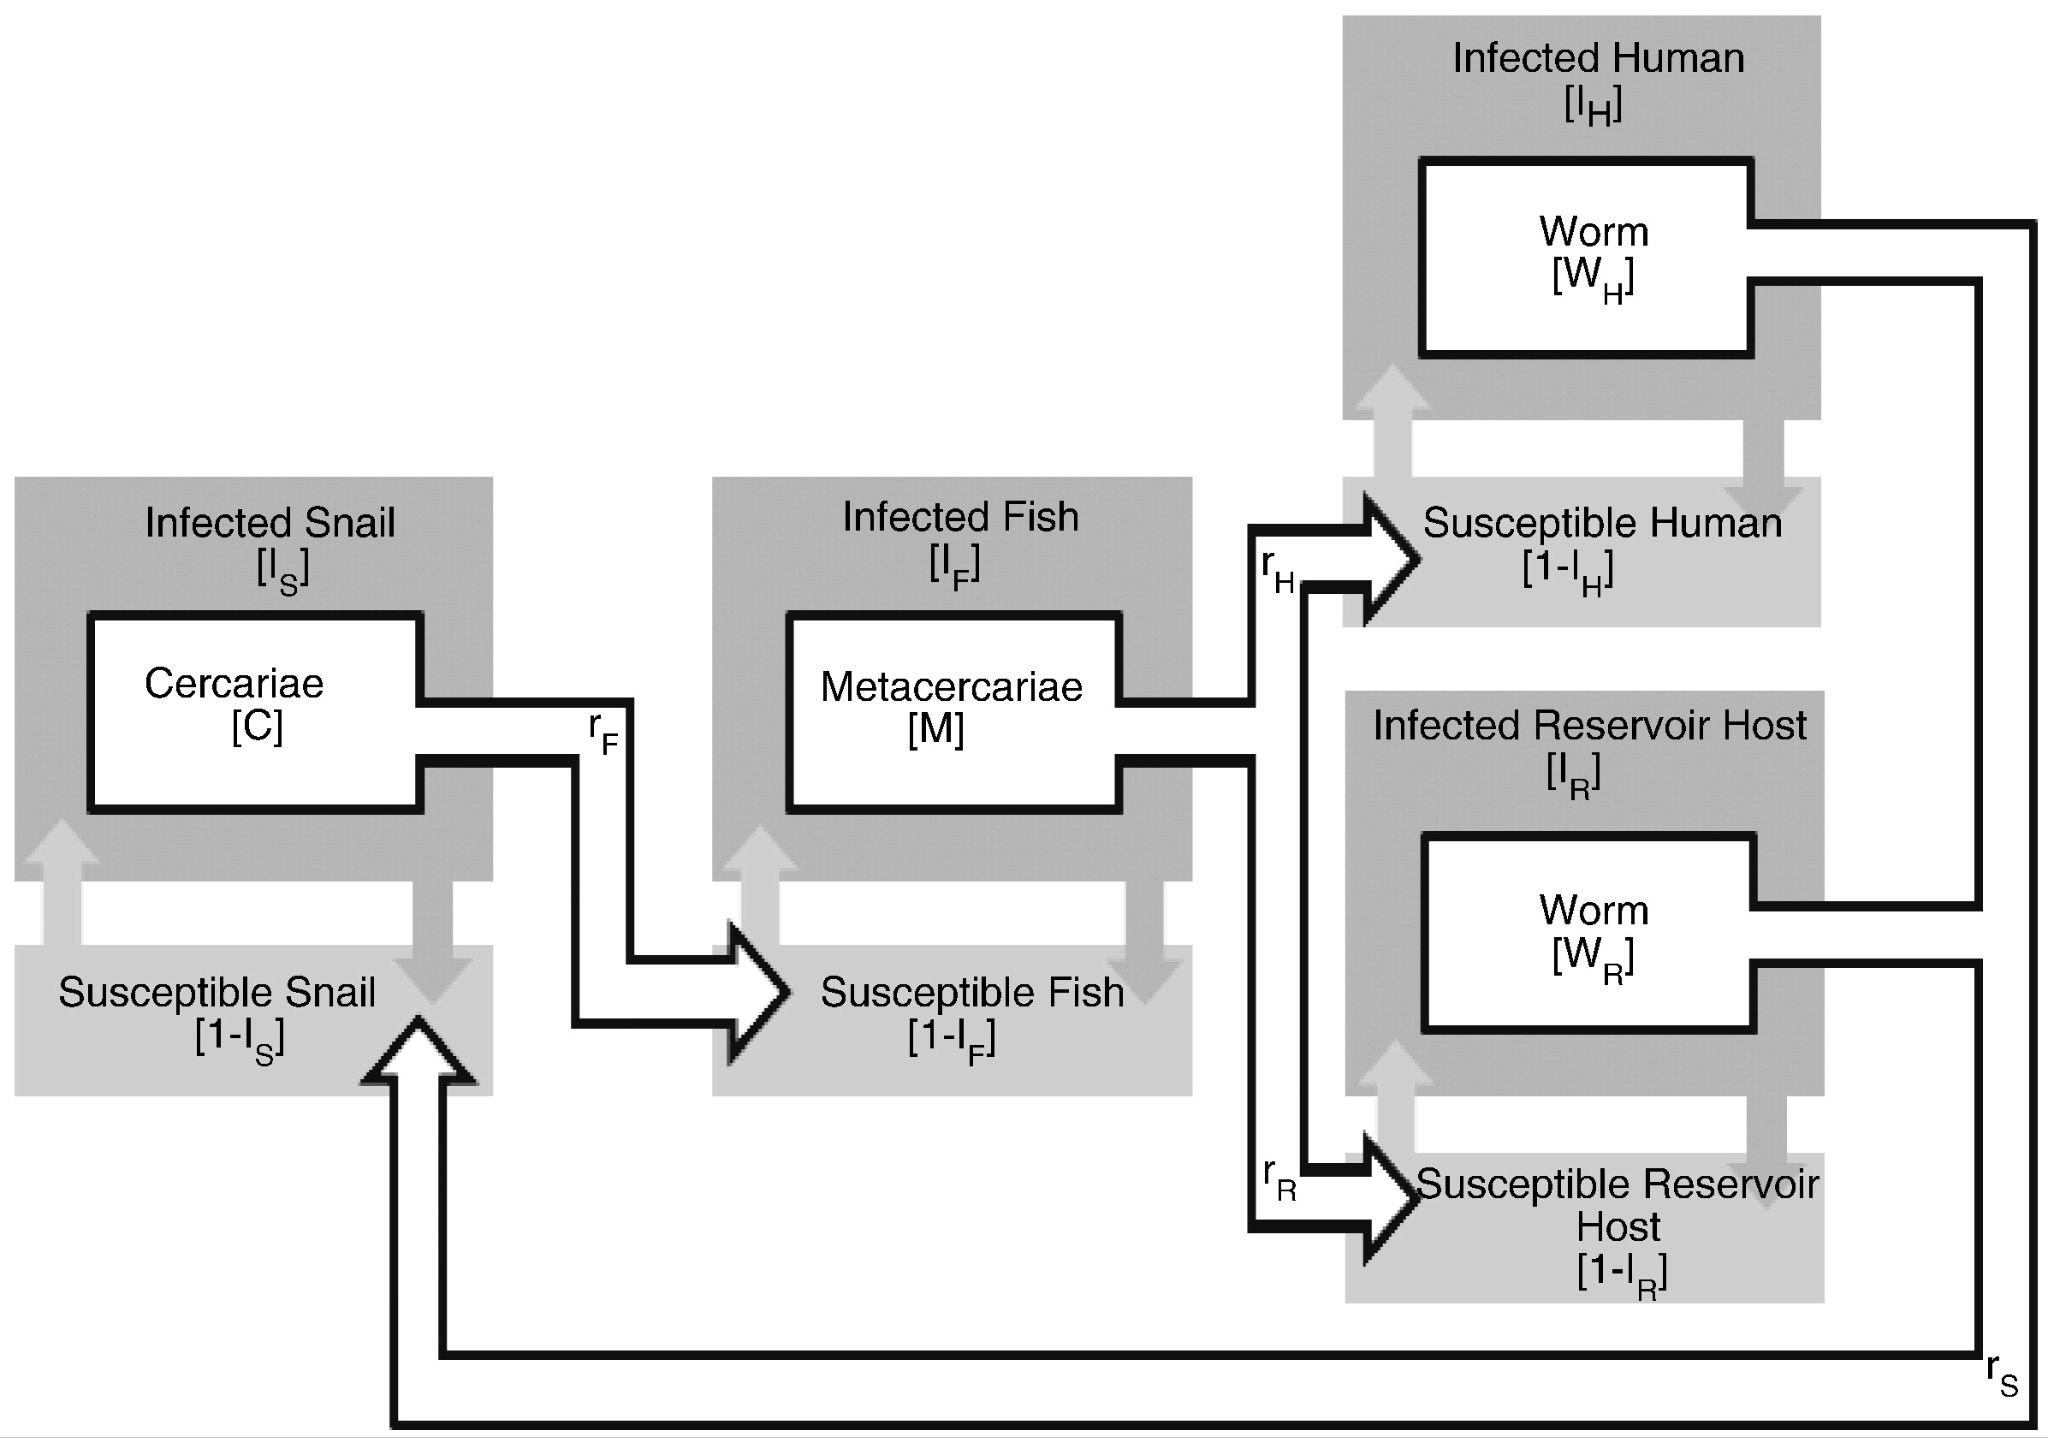 Infected Human
[I_H]
Worm
[W_H]
Susceptible Human
[1-I_H]
r_H
Infected Snail
[I_S]
Cercariae
[C]
Susceptible Snail
[1-I_S]
r_F
Infected Fish
[I_F]
Metacercariae
[M]
Susceptible Fish
[1-I_F]
Infected Reservoir Host
[I_R]
Worm
[W_R]
r_R
Susceptible Reservoir
Host
[1-I_R]
r_S